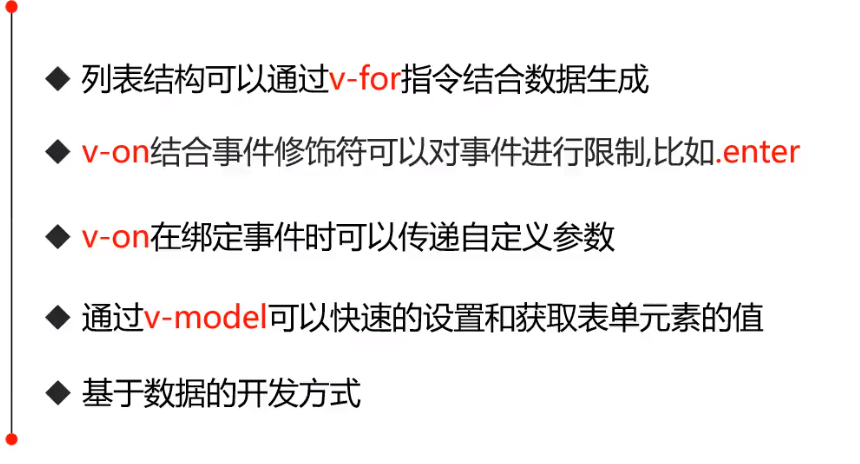 ◆ 列表结构可以通过v-for指令结合数据生成
◆ v-on结合事件修饰符可以对事件进行限制,比如.enter
◆ v-on在绑定事件时可以传递自定义参数
◆ 通过v-model可以快速的设置和获取表单元素的值
◆ 基于数据的开发方式